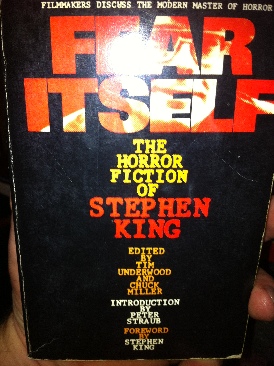 FILMMAKERS DISCUSS THE MODERN MASTER OF HORROR
FEAR
ITSELF
THE
HORROR
FICTION
OF
STEPHEN
KING
EDITED
BY
TIM
UNDERWOOD
AND
CHUCK
MILLER
INTRODUCTION
BY
PETER
STRAUB
FOREWORD
BY
STEPHEN
KING